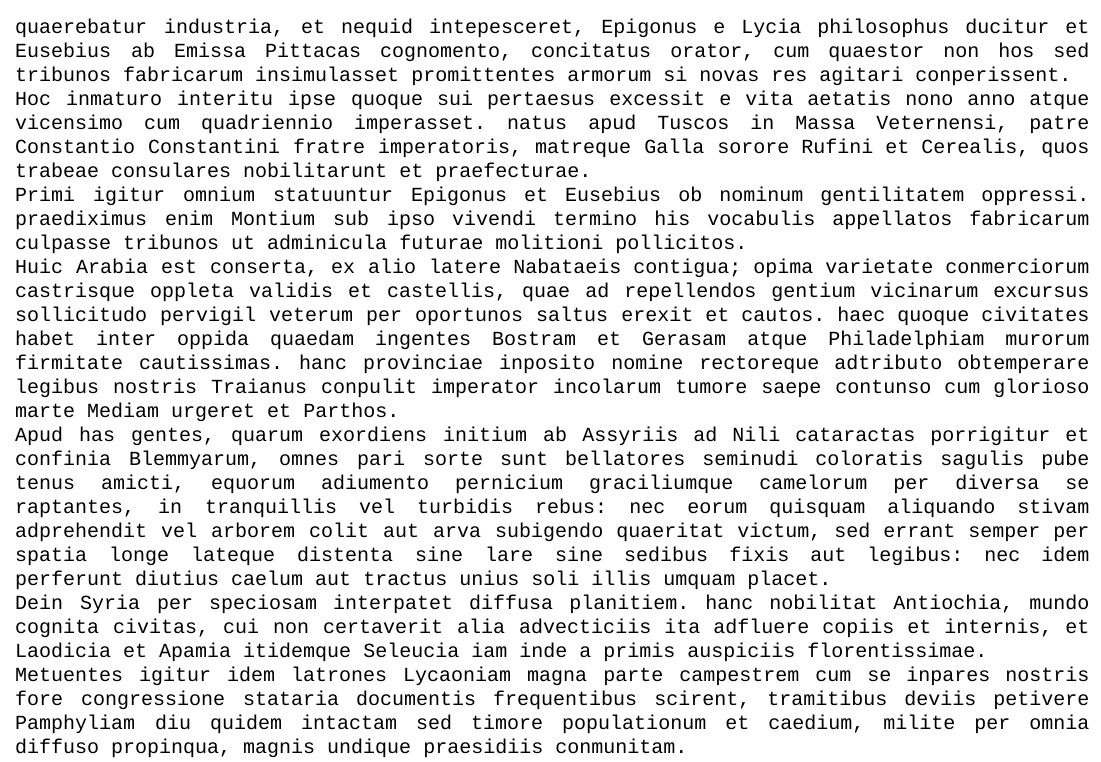 quaerebatur industria, et nequid intepesceret, Epigonus e Lycia philosophus ducitur et
Eusebius ab Emissa Pittacas cognomento, concitatus orator, cum quaestor non hos sed
tribunos fabricarum insimulasset promittentes armorum si novas res agitari conperissent.
Hoc inmaturo interitu ipse quoque sui pertaesus excessit e vita aetatis nono anno atque
vicensimo cum quadriennio imperasset. natus apud Tuscos in Massa Veternensi, patre
Constantio Constantini fratre imperatoris, matreque Galla sorore Rufini et Cerealis, quos
trabeae consulares nobilitarunt et praefecturae.
Primi igitur omnium statuuntur Epigonus et Eusebius ob nominum gentilitatem oppressi.
praediximus enim Montium sub ipso vivendi termino his vocabulis appellatos fabricarum
culpasse tribunos ut adminicula futurae molitioni pollicitos.
Huic Arabia est conserta, ex alio latere Nabataeis contigua; opima varietate conmerciorum
castrisque oppleta validis et castellis, quae ad repellendos gentium vicinarum excursus
sollicitudo pervigil veterum per oportunos saltus erexit et cautos. haec quoque civitates
habet inter oppida quaedam ingentes Bostram et Gerasam atque Philadelphiam murorum
firmitate cautissimas. hanc provinciae inposito nomine rectoreque adtributo obtemperare
legibus nostris Traianus conpulit imperator incolarum tumore saepe contunso cum glorioso
marte Mediam urgeret et Parthos.
Apud has gentes, quarum exordiens initium ab Assyriis ad Nili cataractas porrigitur et
confinia Blemmyarum, omnes pari sorte sunt bellatores seminudi coloratis sagulis pube
tenus amicti, equorum adiumento pernicium graciliumque camelorum per diversa se
raptantes, in tranquillis vel turbidis rebus: nec eorum quisquam aliquando stivam
adprehendit vel arborem colit aut arva subigendo quaeritat victum, sed errant semper per
spatia longe lateque distenta sine lare sine sedibus fixis aut legibus: nec idem
perferunt diutius caelum aut tractus unius soli illis umquam placet.
Dein Syria per speciosam interpatet diffusa planitiem. hanc nobilitat Antiochia, mundo
cognita civitas, cui non certaverit alia advecticiis ita adfluere copiis et internis, et
Laodicia et Apamia itidemque Seleucia iam inde a primis auspiciis florentissimae.
Metuentes igitur idem latrones Lycaoniam magna parte campestrem cum se inpares nostris
fore congressione stataria documentis frequentibus scirent, tramitibus deviis petivere
Pamphyliam diu quidem intactam sed timore populationum et caedium, milite per omnia
diffuso propinqua, magnis undique praesidiis conmunitam.